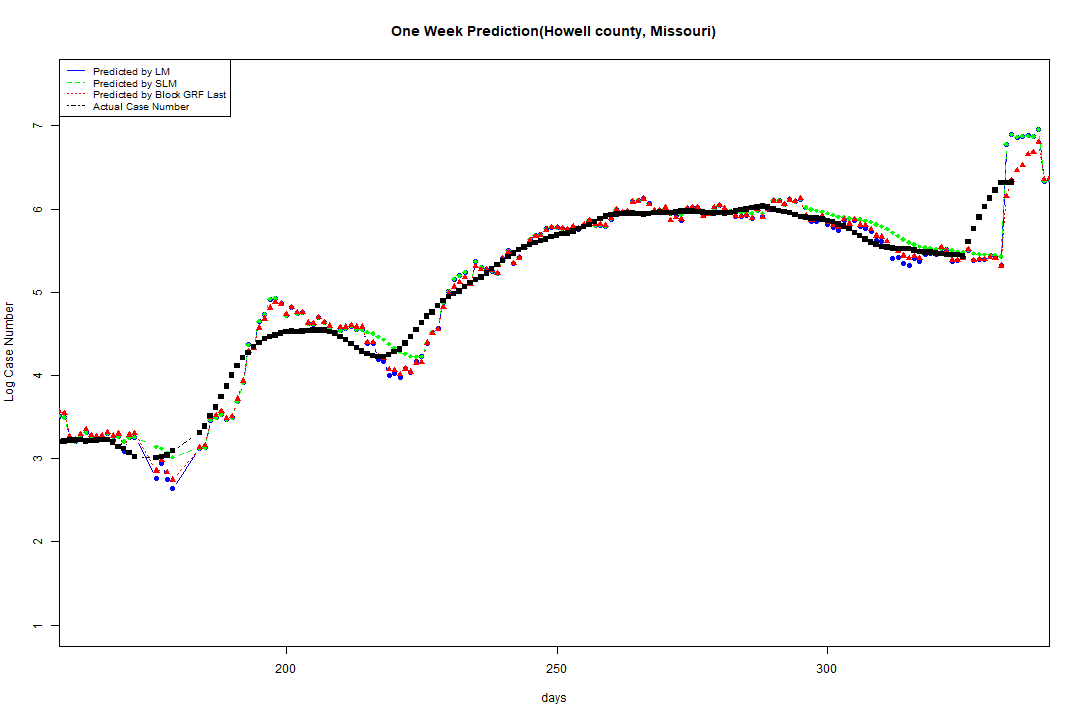 One Week Prediction(Howell county, Missouri)
Predicted by LM
Predicted by SLM
Predicted by Block GRF Last
Actual Case Number
7
6
5
4
3
2
1
Log Case Number
200 250 300
days